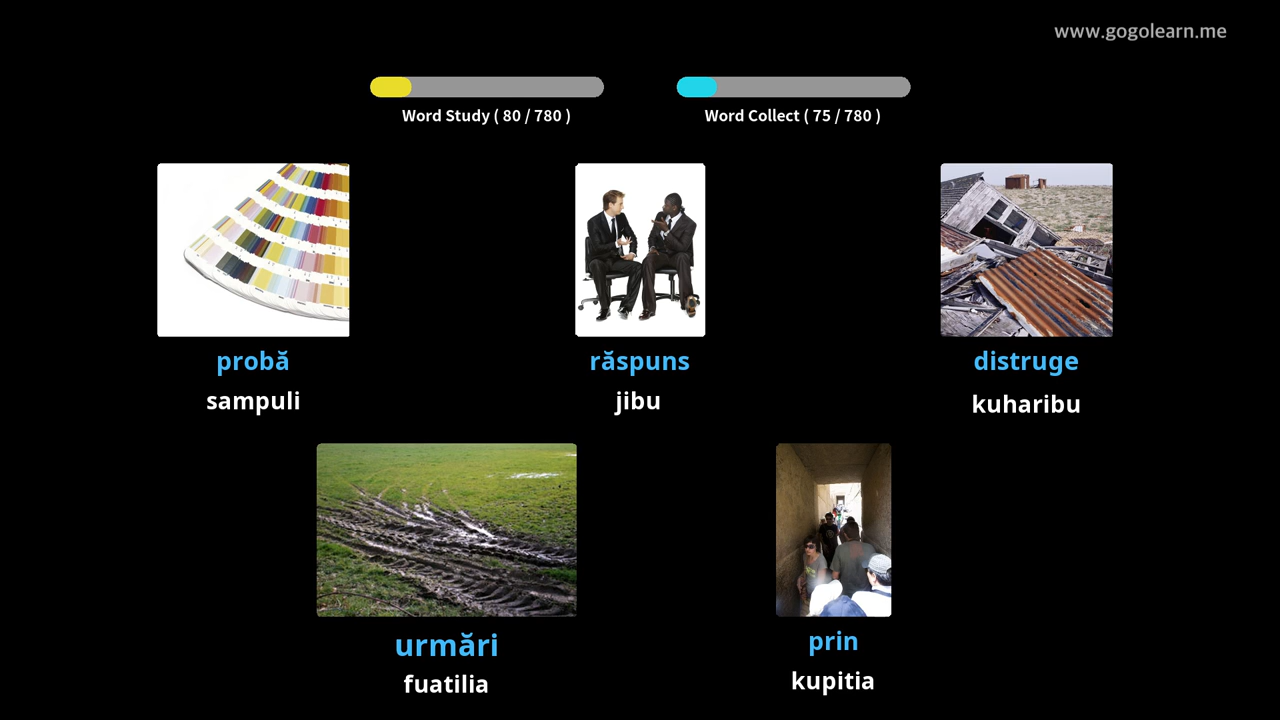 www.gogolearn.me
Word Study ( 80 / 780 )
Word Collect ( 75 / 780 )
probă
sampuli
răspuns
jibu
distruge
kuharibu
urmări
fuatilia
prin
kupitia